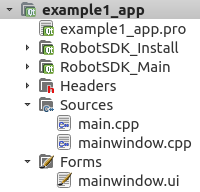 example1_app
example1_app.pro
RobotSDK_Install
RobotSDK_Main
Headers
Sources
main.cpp
mainwindow.cpp
Forms
mainwindow.ui